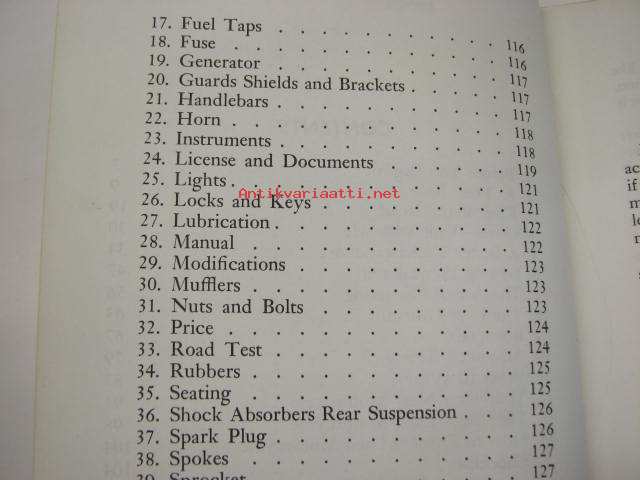 17. Fuel Taps . . . . . . . . . . 116
18. Fuse . . . . . . . . . . . 116
19. Generator . . . . . . . . . . 117
20. Guards Shields and Brackets . . . . . 117
21. Handlebars . . . . . . . . . . 117
22. Horn . . . . . . . . . . . 118
23. Instruments . . . . . . . . . . 118
24. License and Documents . . . . . . 119
25. Lights . . . . . . . . . . . 121
Antikvariaatti.net
26. Locks and Keys . . . . . . . . 121
27. Lubrication . . . . . . . . . . 122
28. Manual . . . . . . . . . . . 122
29. Modifications . . . . . . . . . 123
30. Mufflers . . . . . . . . . . . 123
31. Nuts and Bolts . . . . . . . . . 123
32. Price . . . . . . . . . . . . 124
33. Road Test . . . . . . . . . . 124
34. Rubbers . . . . . . . . . . . 125
35. Seating . . . . . . . . . . . 125
36. Shock Absorbers Rear Suspension . . . 126
37. Spark Plug . . . . . . . . . . 126
38. Spokes . . . . . . . . . . . 127
39. Sprocket . . . . . . . . . . 127